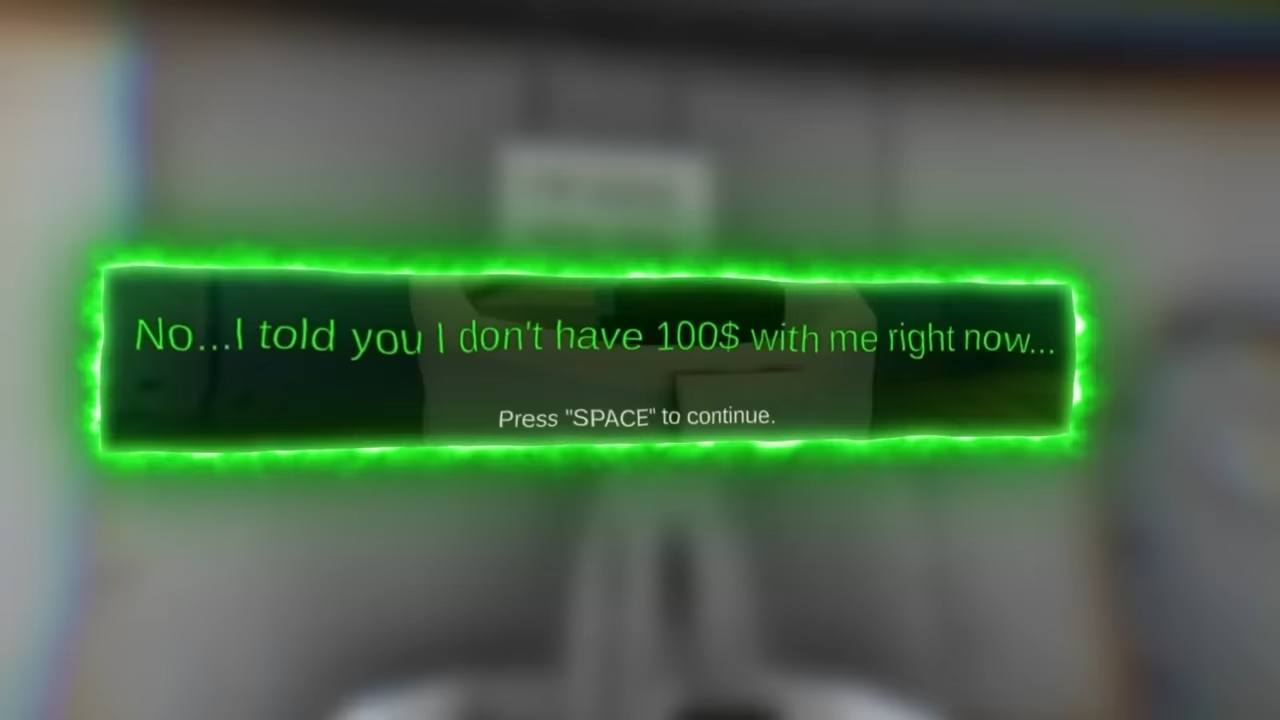 No...I told you I don't have 100$ with me right now...
Press "SPACE" to continue.